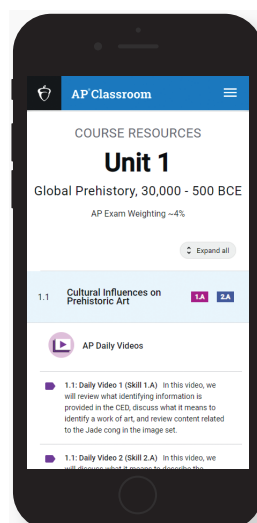 AP Classroom
COURSE RESOURCES
Unit 1
Global Prehistory, 30,000 - 500 BCE
AP Exam Weighting ~4%
Expand all
1.1 Cultural Influences on
Prehistoric Art
1.A 2.A
AP Daily Videos
1.1: Daily Video 1 (Skill 1.A) In this video, we
will review what identifying information is
provided in the CED, discuss what it means to
identify a work of art, and review content related
to the Jade cong in the image set.
1.1: Daily Video 2 (Skill 2.A) In this video, we
will discuss what it means to describe the